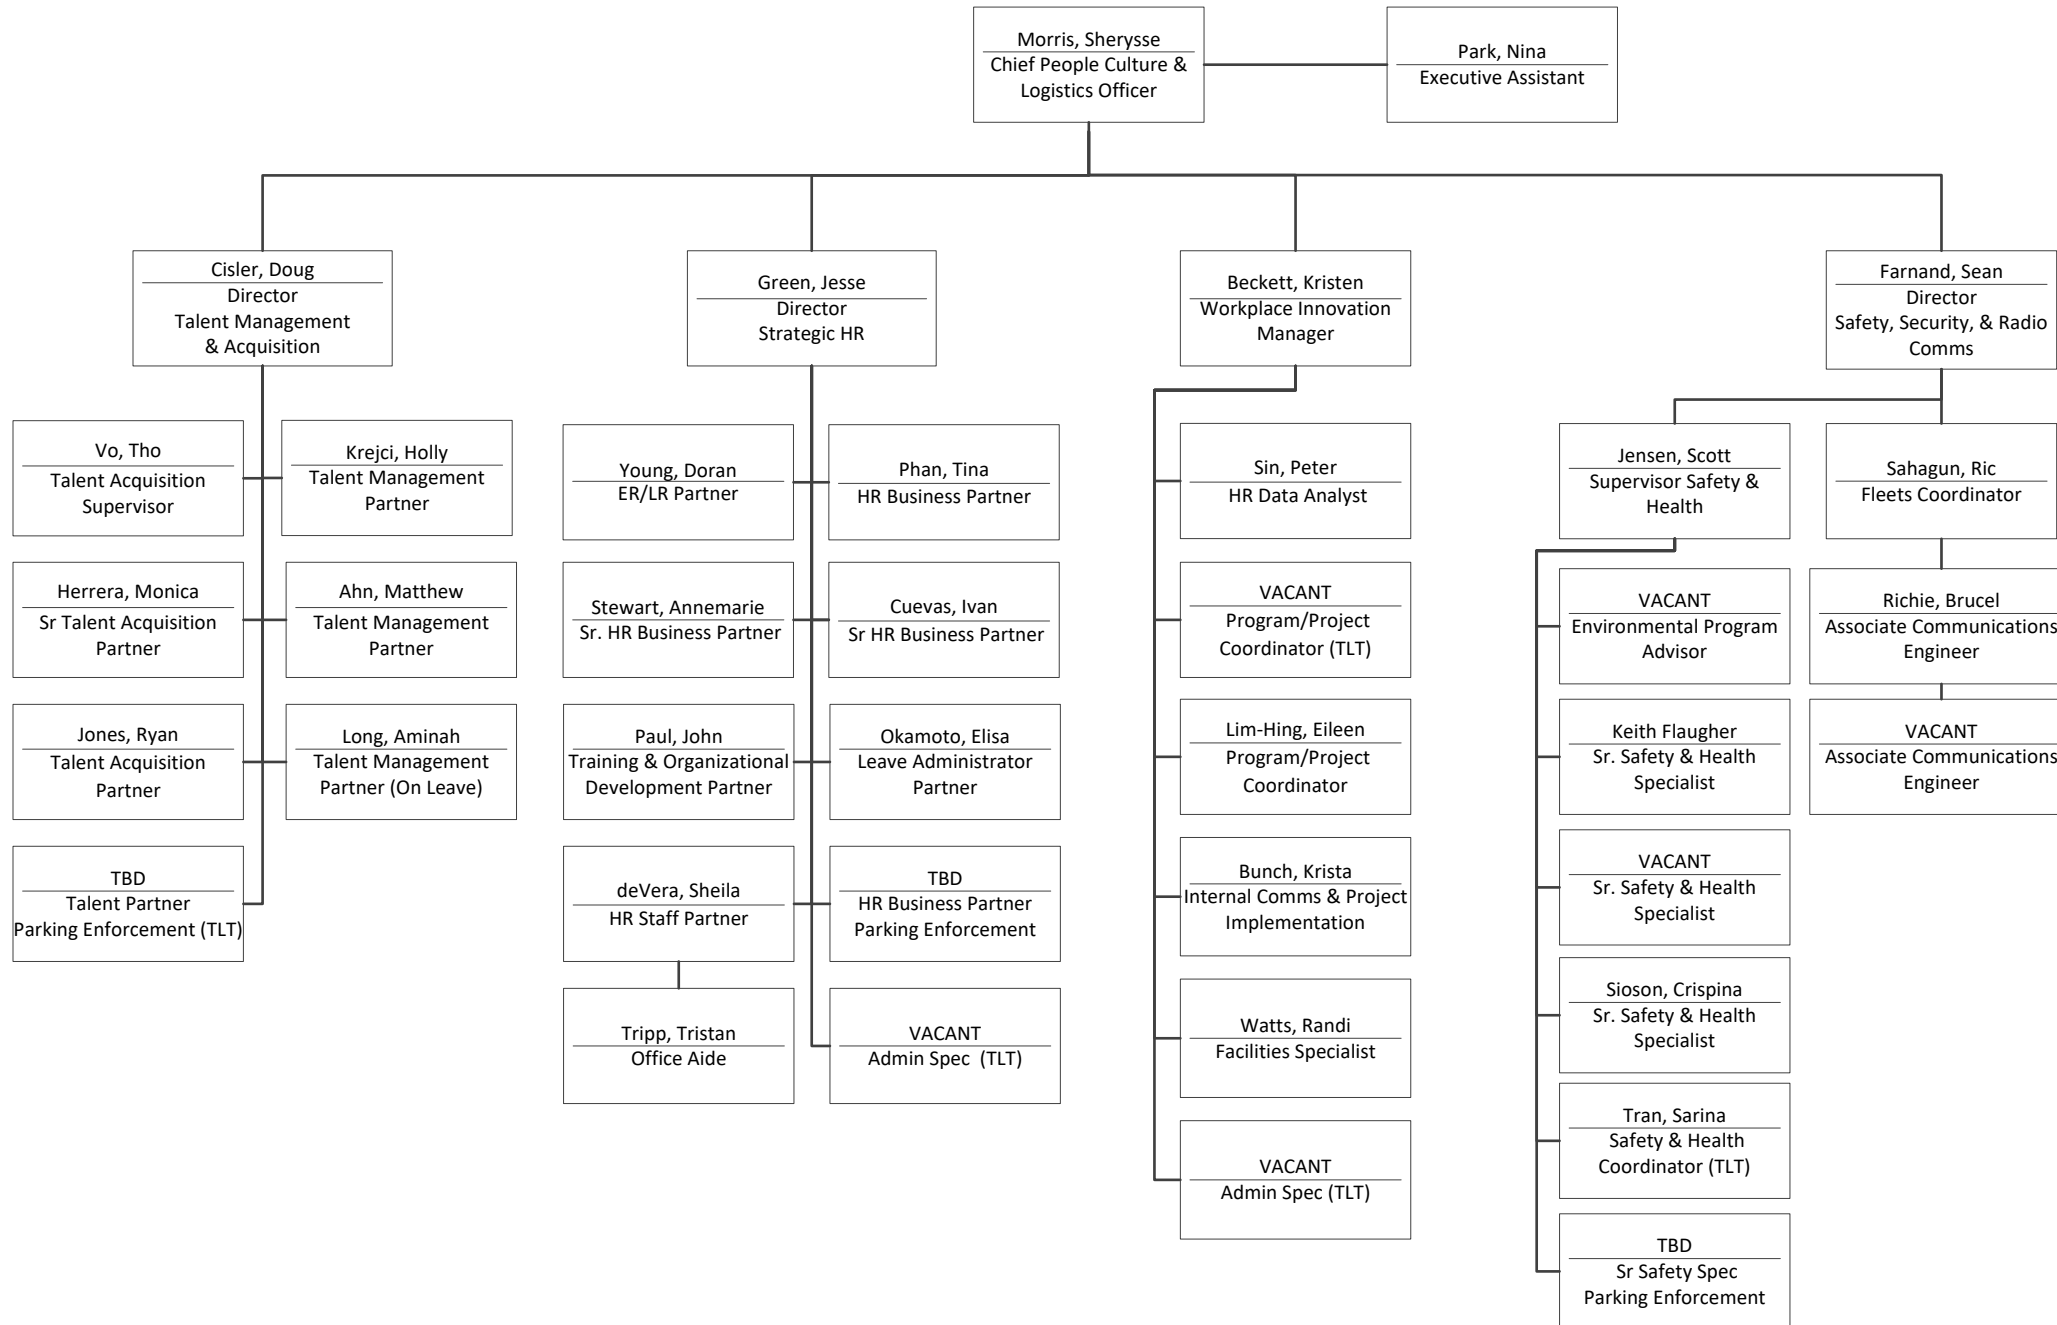 Morris, Sherysse
Chief People Culture &
Logistics Officer
Park, Nina
Executive Assistant
Cisler, Doug
Director
Talent Management
& Acquisition
Green, Jesse
Director
Strategic HR
Beckett, Kristen
Workplace Innovation
Manager
Farnand, Sean
Director
Safety, Security, & Radio
Comms
Vo, Tho
Talent Acquisition
Supervisor
Krejci, Holly
Talent Management
Partner
Herrera, Monica
Sr Talent Acquisition
Partner
Ahn, Matthew
Talent Management
Partner
Jones, Ryan
Talent Acquisition
Partner
Long, Aminah
Talent Management
Partner (On Leave)
TBD
Talent Partner
Parking Enforcement (TLT)
Young, Doran
ER/LR Partner
Phan, Tina
HR Business Partner
Stewart, Annemarie
Sr. HR Business Partner
Cuevas, Ivan
Sr HR Business Partner
Paul, John
Training & Organizational
Development Partner
Okamoto, Elisa
Leave Administrator
Partner
deVera, Sheila
HR Staff Partner
TBD
HR Business Partner
Parking Enforcement
Tripp, Tristan
Office Aide
VACANT
Admin Spec  (TLT)
Sin, Peter
HR Data Analyst
VACANT
Program/Project
Coordinator (TLT)
Lim-Hing, Eileen
Program/Project
Coordinator
Bunch, Krista
Internal Comms & Project
Implementation
Watts, Randi
Facilities Specialist
VACANT
Admin Spec (TLT)
Jensen, Scott
Supervisor Safety &
Health
Sahagun, Ric
Fleets Coordinator
VACANT
Environmental Program
Advisor
Richie, Brucel
Associate Communications
Engineer
Keith Flaugher
Sr. Safety & Health
Specialist
VACANT
Associate Communications
Engineer
VACANT
Sr. Safety & Health
Specialist
Sioson, Crispina
Sr. Safety & Health
Specialist
Tran, Sarina
Safety & Health
Coordinator (TLT)
TBD
Sr Safety Spec
Parking Enforcement